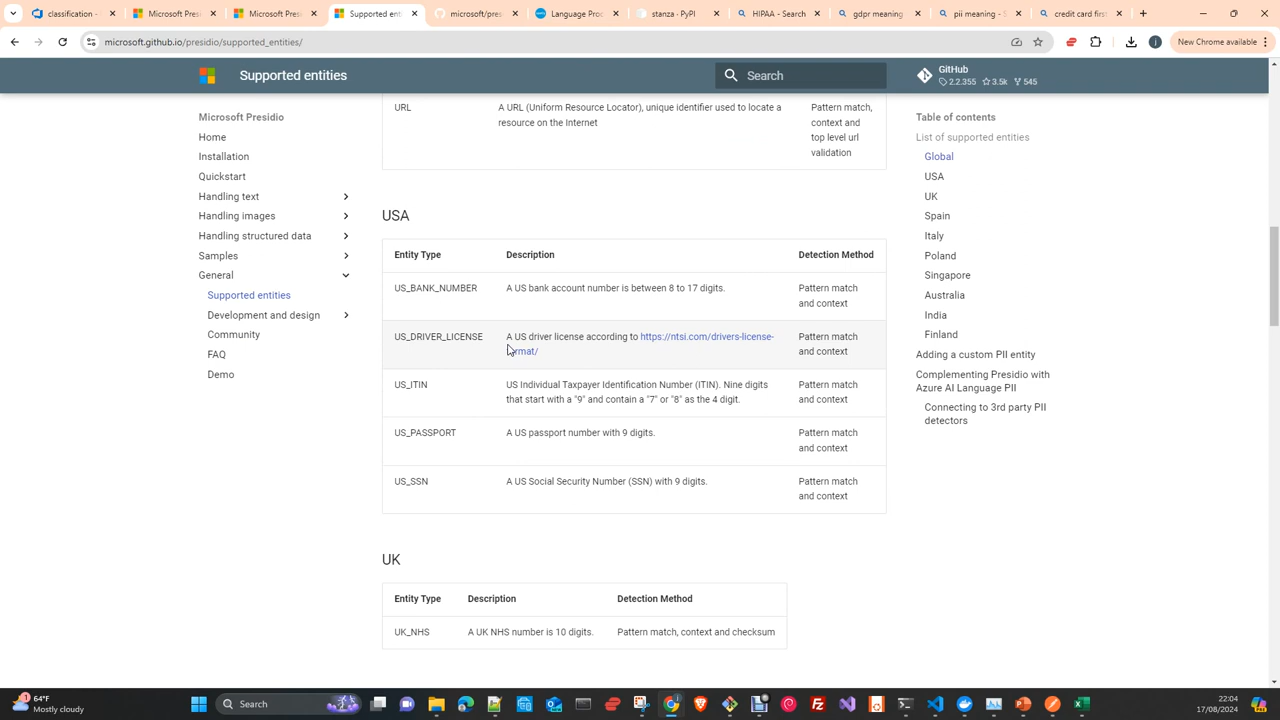 classification -
Microsoft Presi
Microsoft Presi
Supported enti
microsoft/pres
Language Proc
stanza · PyPI
HIPAA - Search
gdpr meaning
pii meaning - S
credit card firs
microsoft.github.io/presidio/supported_entities/
New Chrome available
Supported entities
Search
GitHub
2.2.355 3.5k 545
Microsoft Presidio
Home
Installation
Quickstart
Handling text
Handling images
Handling structured data
Samples
General
Supported entities
Development and design
Community
FAQ
Demo
URL
A URL (Uniform Resource Locator), unique identifier used to locate a
resource on the Internet
Pattern match,
context and
top level url
validation
USA
Entity Type Description Detection Method
US_BANK_NUMBER A US bank account number is between 8 to 17 digits. Pattern match
and context
US_DRIVER_LICENSE A US driver license according to https://ntsi.com/drivers-license- Pattern match
rmat/ and context
US_ITIN US Individual Taxpayer Identification Number (ITIN). Nine digits Pattern match
that start with a "9" and contain a "7" or "8" as the 4 digit. and context
US_PASSPORT A US passport number with 9 digits. Pattern match
and context
US_SSN A US Social Security Number (SSN) with 9 digits. Pattern match
and context
UK
Entity Type Description Detection Method
UK_NHS A UK NHS number is 10 digits. Pattern match, context and checksum
Table of contents
List of supported entities
Global
USA
UK
Spain
Italy
Poland
Singapore
Australia
India
Finland
Adding a custom PII entity
Complementing Presidio with
Azure AI Language PII
Connecting to 3rd party PII
detectors
64°F
Mostly cloudy
Search
22:04
17/08/2024